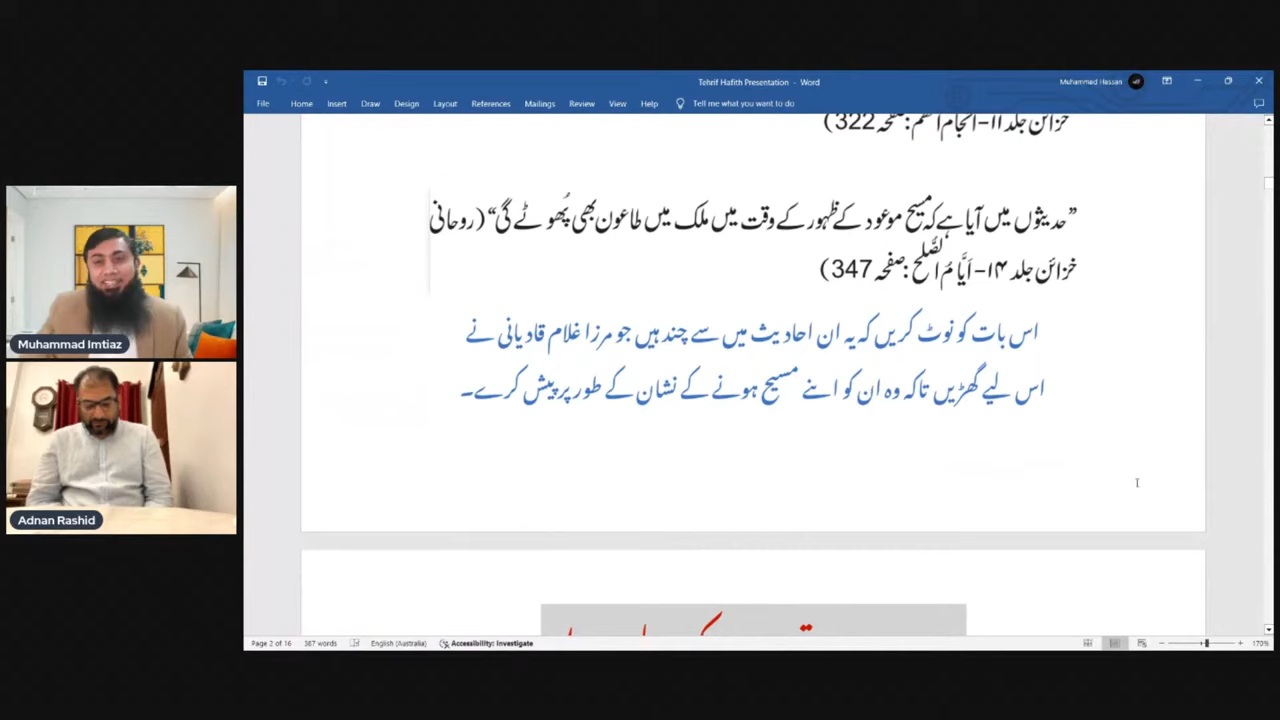 Tehrif Hafith Presentation - Word
Muhammed Hassan
File Home Insert Draw Design Layout References Mailings Review View Help Tell me what you want to do
خزائن جلد ۱۱-انجام آتھم:صفحہ 322)
”حدیثوں میں آیا ہے کہ مسیح موعود کے ظہور کے وقت میں ملک میں طاعون بھی پُھوٹے گی“ (روحانی
خزائن جلد ۱۴- اَیَّامُ الصُّلح:صفحہ 347)
اس بات کو نوٹ کریں کہ یہ ان احادیث میں سے چند ہیں جو مرزا غلام قادیانی نے
اس لیے گھڑیں تاکہ وہ ان کو اپنے مسیح ہونے کے نشان کے طور پر پیش کرے۔
Muhammad Imtiaz
Adnan Rashid
Page 2 of 16 387 words English (Australia) Accessibility: Investigate 170%